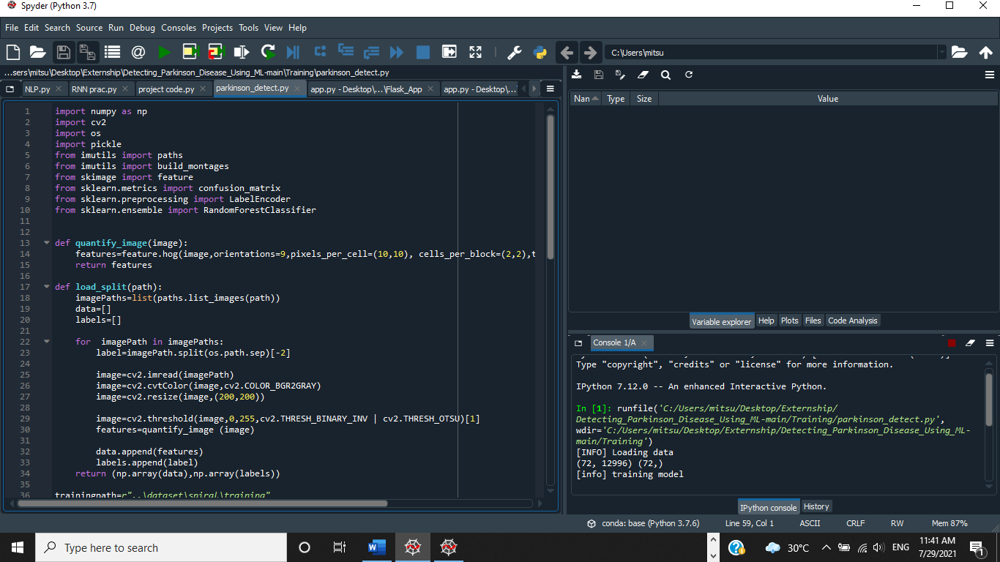 Spyder (Python 3.7)
File Edit Search Source Run Debug Consoles Projects Tools View Help
C:\Users\mitsu
...sers\mitsu\Desktop\Externship\Detecting_Parkinson_Disease_Using_ML-main\Training\parkinson_detect.py
NLP.py RNN prac.py project code.py parkinson_detect.py app.py - Desktop\...\Flask_App app.py - Desktop\...
1 import numpy as np
2 import cv2
3 import os
4 import pickle
5 from imutils import paths
6 from imutils import build_montages
7 from skimage import feature
8 from sklearn.metrics import confusion_matrix
9 from sklearn.preprocessing import LabelEncoder
10 from sklearn.ensemble import RandomForestClassifier
11
12
13 def quantify_image(image):
14 features=feature.hog(image,orientations=9,pixels_per_cell=(10,10), cells_per_block=(2,2),t
15 return features
16
17 def load_split(path):
18 imagePaths=list(paths.list_images(path))
19 data=[]
20 labels=[]
21
22 for imagePath in imagePaths:
23 label=imagePath.split(os.path.sep)[-2]
24
25 image=cv2.imread(imagePath)
26 image=cv2.cvtColor(image,cv2.COLOR_BGR2GRAY)
27 image=cv2.resize(image,(200,200))
28
29 image=cv2.threshold(image,0,255,cv2.THRESH_BINARY_INV | cv2.THRESH_OTSU)[1]
30 features=quantify_image (image)
31
32 data.append(features)
33 labels.append(label)
34 return (np.array(data),np.array(labels))
35
36 trainingpath=r"..\dataset\spiral\training"
Nan Type Size Value
Variable explorer Help Plots Files Code Analysis
Console 1/A
Type "copyright", "credits" or "license" for more information.
IPython 7.12.0 -- An enhanced Interactive Python.
In [1]: runfile('C:/Users/mitsu/Desktop/Externship/
Detecting_Parkinson_Disease_Using_ML-main/Training/parkinson_detect.py',
wdir='C:/Users/mitsu/Desktop/Externship/Detecting_Parkinson_Disease_Using_ML-
main/Training')
[INFO] Loading data
(72, 12996) (72,)
[info] training model
IPython console History
conda: base (Python 3.7.6) Line 59, Col 1 ASCII CRLF RW Mem 87%
Type here to search
30°C ENG
11:41 AM
7/29/2021
1